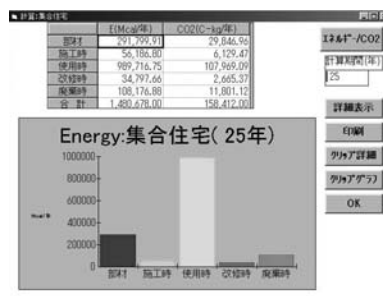 計算:集合住宅
E(Mcal/年) CO2(C-kg/年)
部材 291,799.91 29,846.96
施工時 56,186.80 6,129.47
使用時 989,716.75 107,969.09
改修時 34,797.66 2,665.37
廃棄時 108,176.88 11,801.12
合 計 1,480,678.00 158,412.00
エネルギｰ/CO2
計算期間(年)
25
詳細表示
印刷
クリップ詳細
クリップグラフ
OK
Energy:集合住宅( 25年)
1000000
800000
600000
400000
200000
0
部材 施工時 使用時 改修時 廃棄時